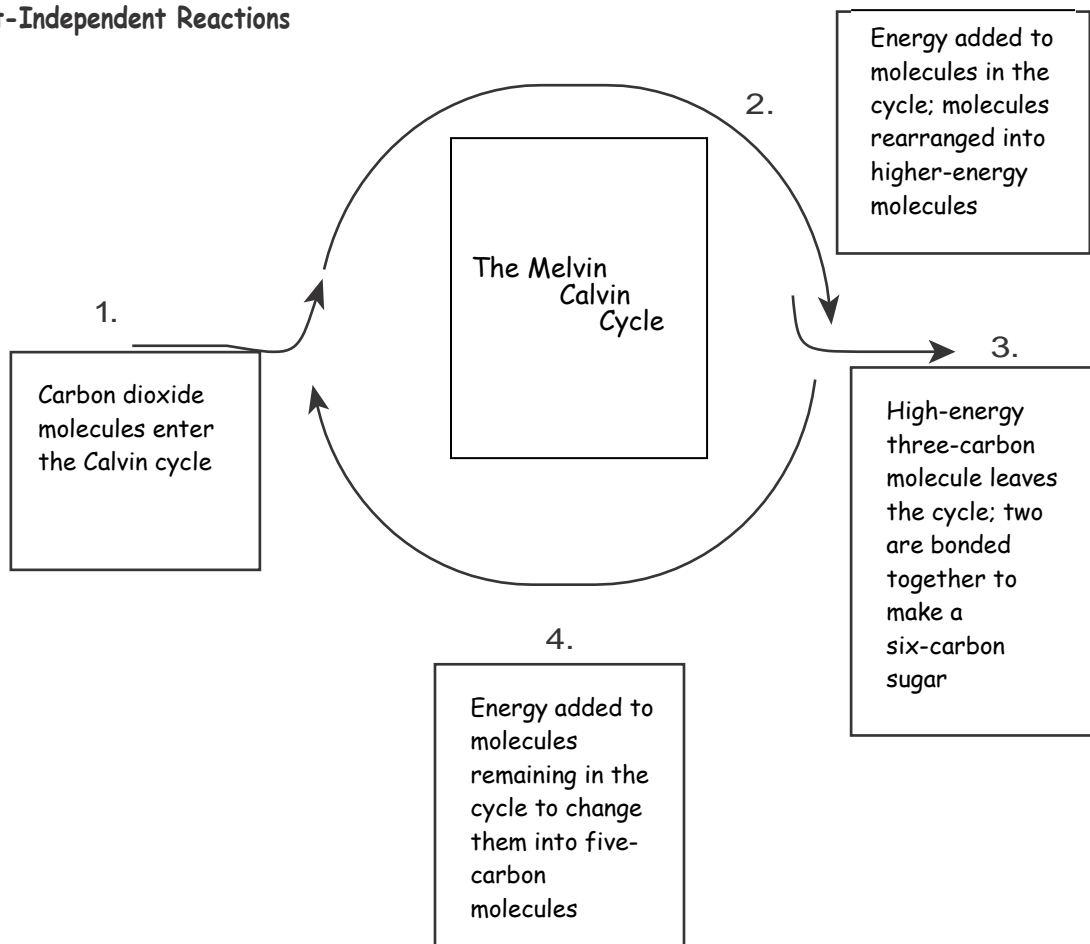 t-Independent Reactions
2.
Energy added to
molecules in the
cycle; molecules
rearranged into
higher-energy
molecules
The Melvin
Calvin
Cycle
1.
Carbon dioxide
molecules enter
the Calvin cycle
3.
High-energy
three-carbon
molecule leaves
the cycle; two
are bonded
together to
make a
six-carbon
sugar
4.
Energy added to
molecules
remaining in the
cycle to change
them into five-
carbon
molecules